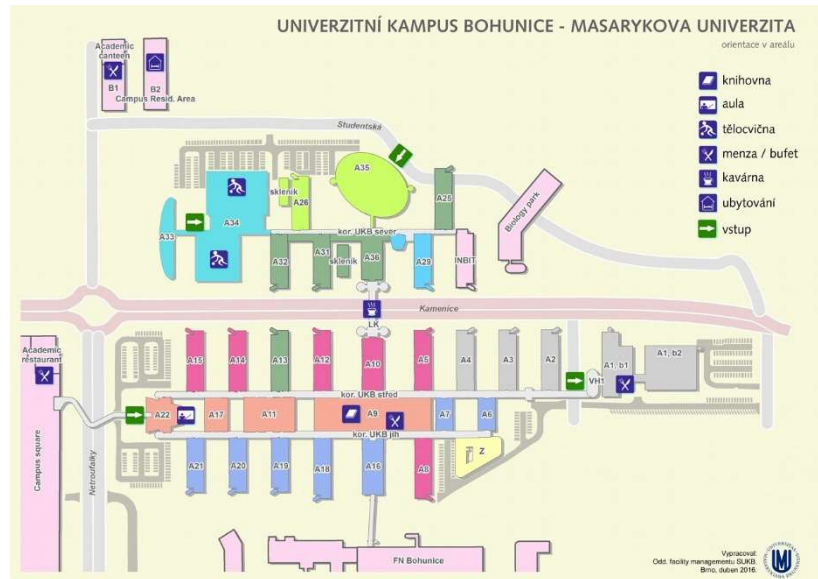 UNIVERZITNÍ KAMPUS BOHUNICE - MASARYKOVA UNIVERZITA
orientace v areálu
Academic
canteen
B1
B2
Campus Resid. Area
knihovna
aula
tělocvična
menza / bufet
kavárna
ubytování
vstup
Studentská
A35
A25
Biology park
skleník
A26
A34
A33
kor. UKB sever
A32
A31
skleník
A36
A29
INBIT
Kamenice
LK
Academic
restaurant
A15
A14
A13
A12
A10
A5
A4
A3
A2
A1, b1
A1, b2
VH1
kor. UKB střed
A22
A17
A11
A9
A7
A6
kor. UKB jih
Z
Campus square
Netroufalky
A21
A20
A19
A18
A16
A8
FN Bohunice
Vypracoval:
Odd. facility managementu SUKB,
Brno, duben 2016.